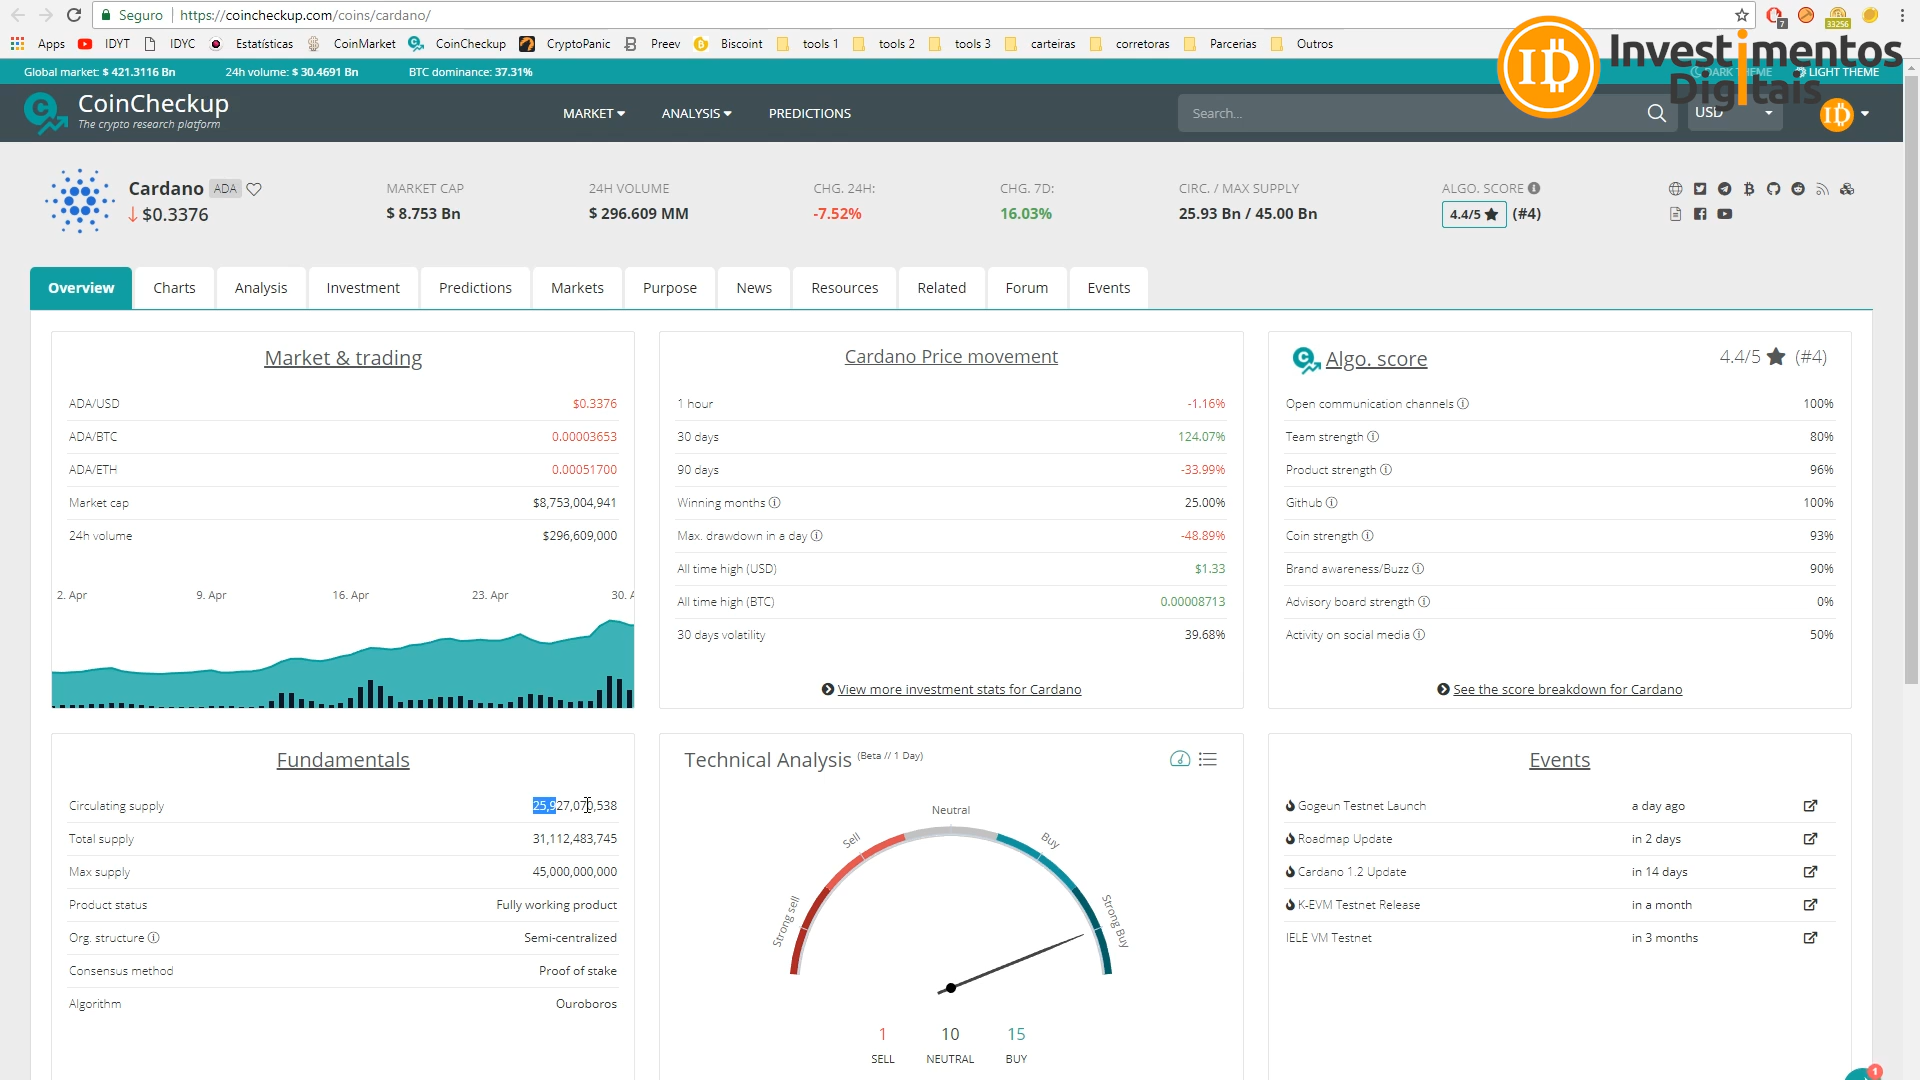 Seguro https://coincheckup.com/coins/cardano/
7 33256
Apps IDYT IDYC Estatísticas CoinMarket CoinCheckup CryptoPanic Preev Biscoint tools 1 tools 2 tools 3 carteiras corretoras Parcerias Outros
Investimentos
Digitais
Global market: $ 421.3116 Bn 24h volume: $ 30.4691 Bn BTC dominance: 37.31% DARK THEME LIGHT THEME
CoinCheckup
The crypto research platform
MARKET ANALYSIS PREDICTIONS Search... USD
Cardano ADA
$0.3376
MARKET CAP 24H VOLUME CHG. 24H: CHG. 7D: CIRC. / MAX SUPPLY ALGO. SCORE
$ 8.753 Bn $ 296.609 MM -7.52% 16.03% 25.93 Bn / 45.00 Bn 4.4/5 (#4)
Overview Charts Analysis Investment Predictions Markets Purpose News Resources Related Forum Events
Market & trading
ADA/USD $0.3376
ADA/BTC 0.00003653
ADA/ETH 0.00051700
Market cap $8,753,004,941
24h volume $296,609,000
2. Apr 9. Apr 16. Apr 23. Apr 30. A
Cardano Price movement
1 hour -1.16%
30 days 124.07%
90 days -33.99%
Winning months 25.00%
Max. drawdown in a day -48.89%
All time high (USD) $1.33
All time high (BTC) 0.00008713
30 days volatility 39.68%
View more investment stats for Cardano
Algo. score 4.4/5 (#4)
Open communication channels 100%
Team strength 80%
Product strength 96%
Github 100%
Coin strength 93%
Brand awareness/Buzz 90%
Advisory board strength 0%
Activity on social media 50%
See the score breakdown for Cardano
Fundamentals
Circulating supply 25,927,070,538
Total supply 31,112,483,745
Max supply 45,000,000,000
Product status Fully working product
Org. structure Semi-centralized
Consensus method Proof of stake
Algorithm Ouroboros
Technical Analysis (Beta // 1 Day)
Neutral
Sell Buy
Strong sell Strong Buy
1 10 15
SELL NEUTRAL BUY
Events
Gogeun Testnet Launch a day ago
Roadmap Update in 2 days
Cardano 1.2 Update in 14 days
K-EVM Testnet Release in a month
IELE VM Testnet in 3 months
1